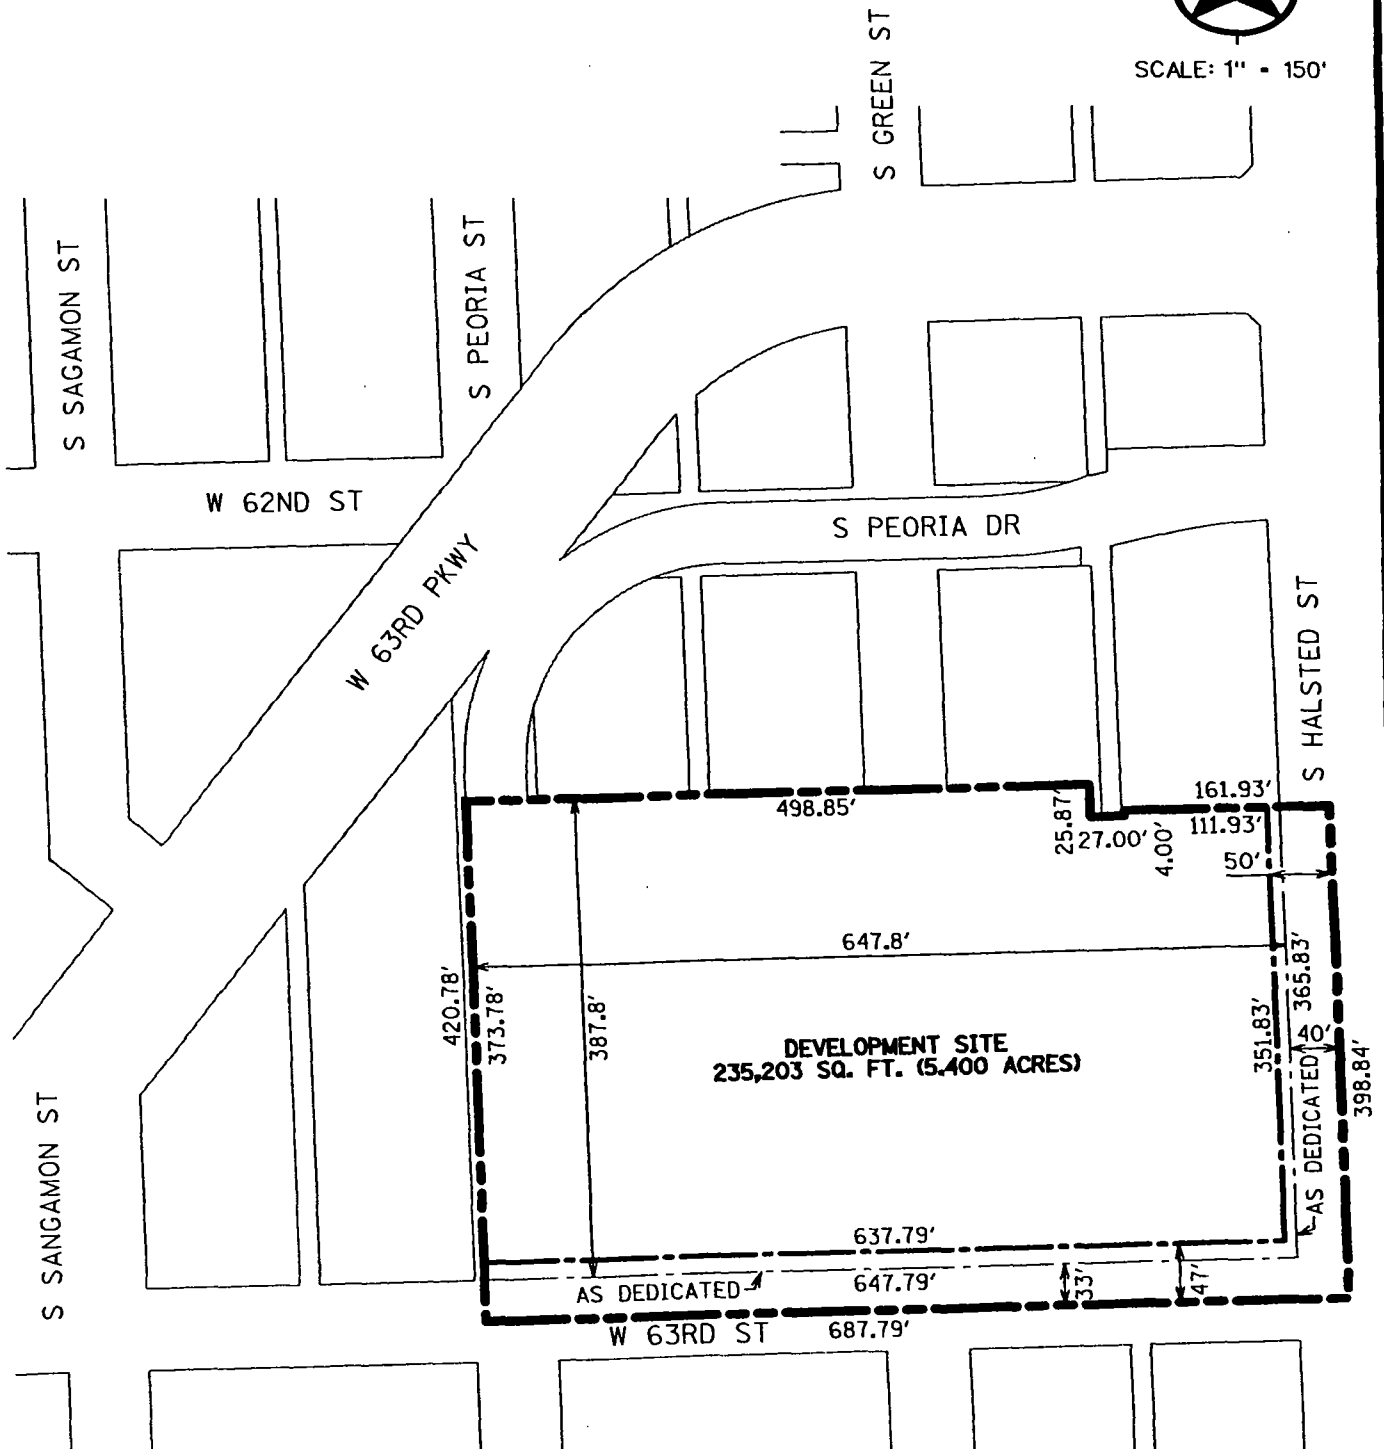 S GREEN ST
SCALE: 1" - 150'
S SAGAMON ST
S PEORIA ST
W 62ND ST
S PEORIA DR
W 63RD PKWY
S HALSTED ST
498.85'
25.87'
27.00'
4.00'
161.93'
111.93'
50'
647.8'
420.78'
373.78'
387.8'
DEVELOPMENT SITE
235,203 SQ. FT. (5.400 ACRES)
351.83'
365.83'
40'
398.84'
AS DEDICATED
S SANGAMON ST
637.79'
AS DEDICATED
647.79'
33'
47'
W 63RD ST
687.79'